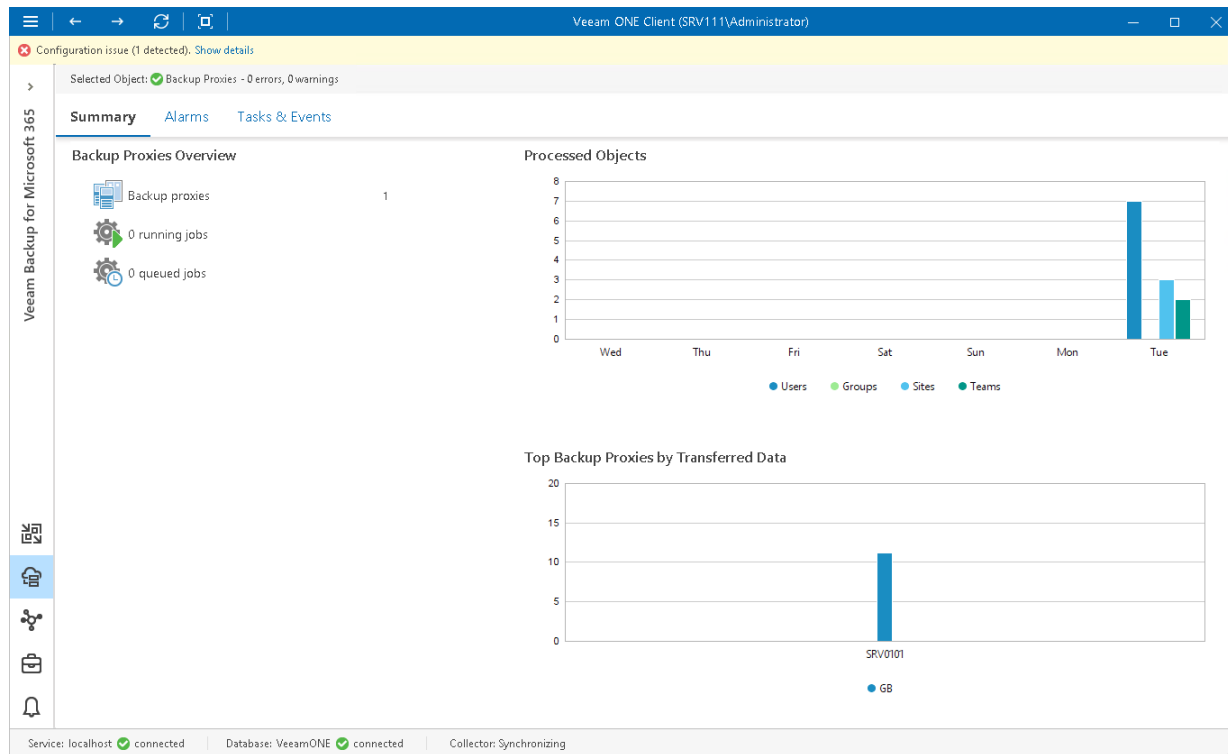 Veeam ONE Client (SRV111\Administrator)
Configuration issue (1 detected). Show details
Selected Object: Backup Proxies - 0 errors, 0 warnings
Veeam Backup for Microsoft 365
Summary Alarms Tasks & Events
Backup Proxies Overview
Backup proxies 1
0 running jobs
0 queued jobs
Processed Objects
8
7
6
5
4
3
2
1
0
Wed Thu Fri Sat Sun Mon Tue
Users Groups Sites Teams
Top Backup Proxies by Transferred Data
20
15
10
5
0
SRV0101
GB
Service: localhost connected Database: VeeamONE connected Collector: Synchronizing